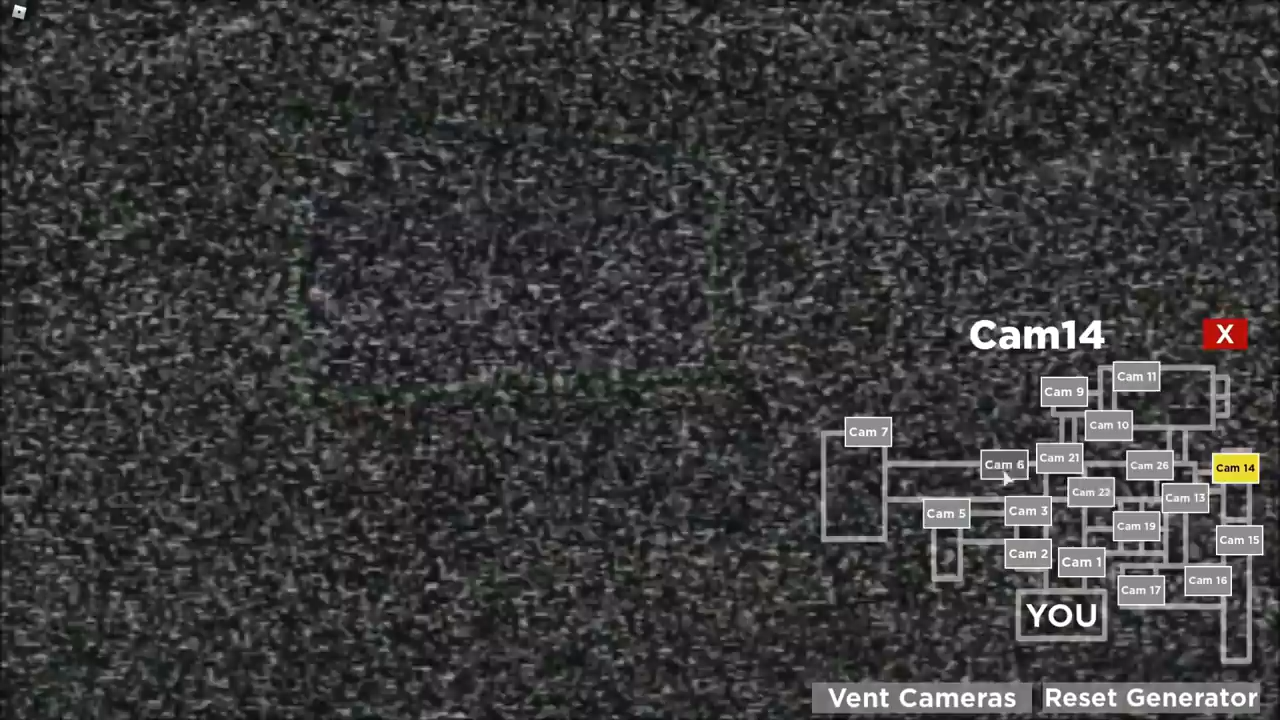 Cam14
X
Cam 11
Cam 9
Cam 10
Cam 7
Cam 21
Cam 6
Cam 26
Cam 14
Cam 23
Cam 13
Cam 5
Cam 3
Cam 19
Cam 15
Cam 2
Cam 1
Cam 16
Cam 17
YOU
Vent Cameras
Reset Generator